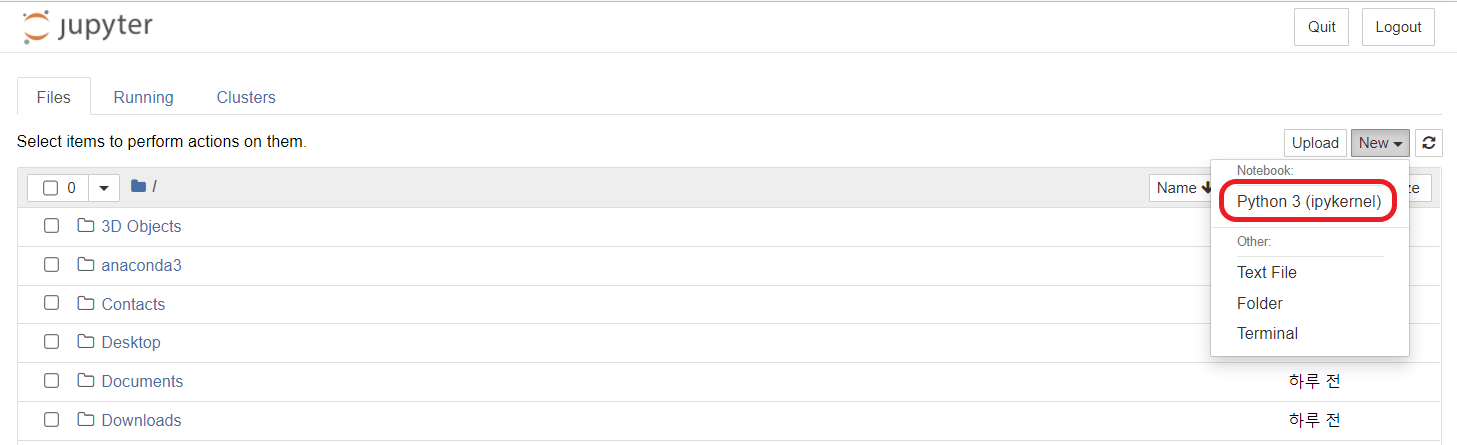 jupyter
Quit
Logout
Files
Running
Clusters
Select items to perform actions on them.
Upload
New
0
/
Name
ze
Notebook:
Python 3 (ipykernel)
Other:
Text File
Folder
Terminal
3D Objects
anaconda3
Contacts
Desktop
Documents
하루 전
Downloads
하루 전